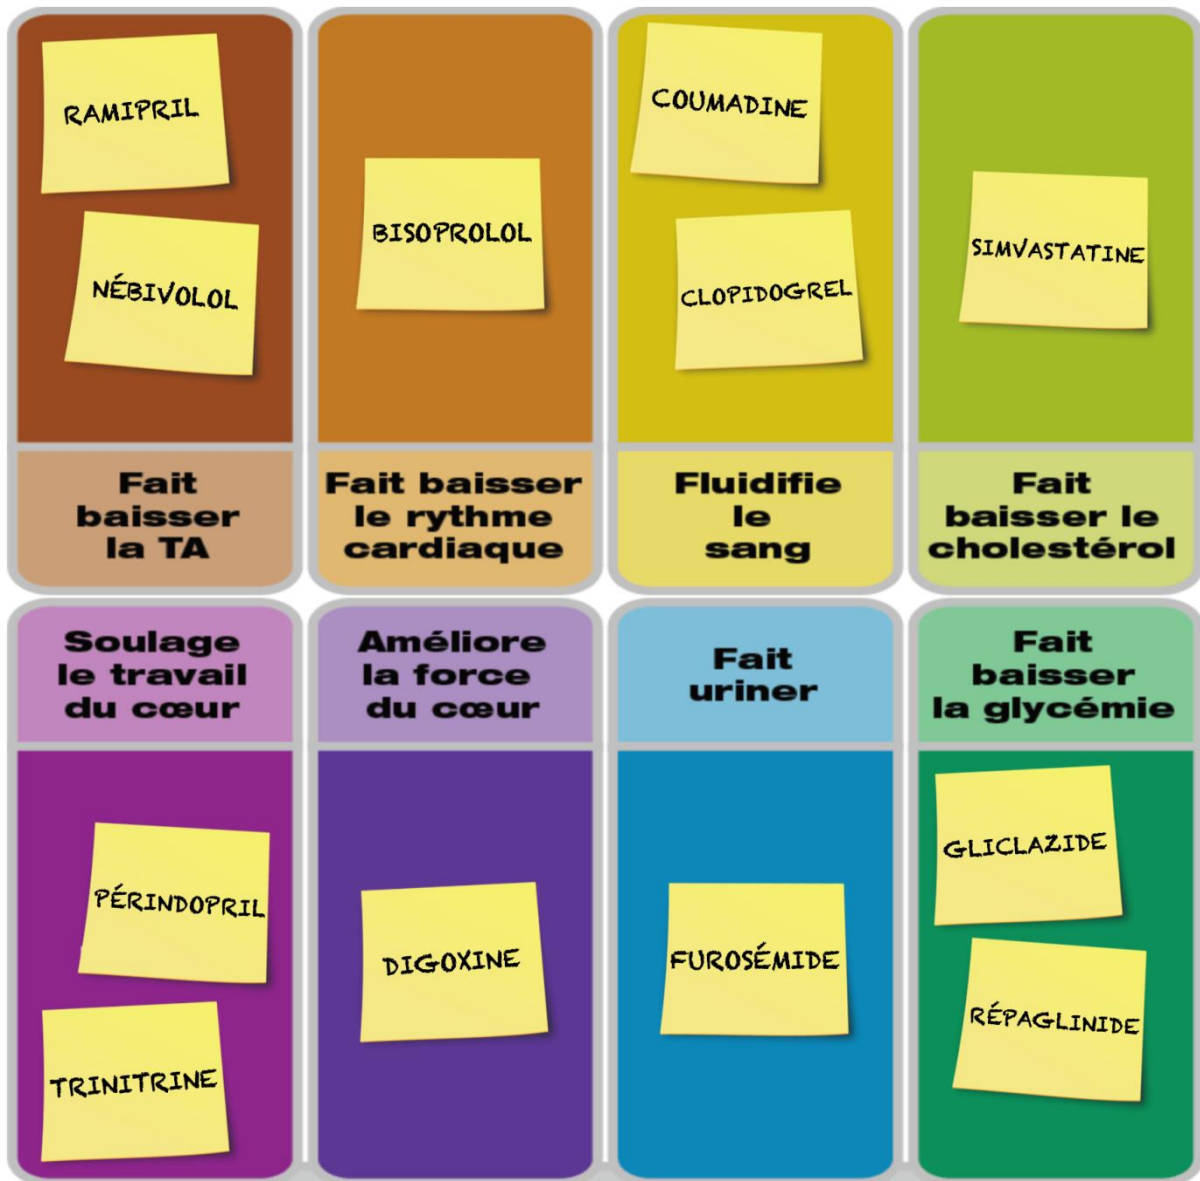 RAMIPRIL
NÉBIVOLOL
BISOPROLOL
COUMADINE
CLOPIDOGREL
SIMVASTATINE
Fait
baisser
la TA
Fait baisser
le rythme
cardiaque
Fluidifie
le
sang
Fait
baisser le
cholestérol
Soulage
le travail
du cœur
Améliore
la force
du cœur
Fait
uriner
Fait
baisser
la glycémie
PÉRINDOPRIL
TRINITRINE
DIGOXINE
FUROSÉMIDE
GLICLAZIDE
RÉPAGLINIDE